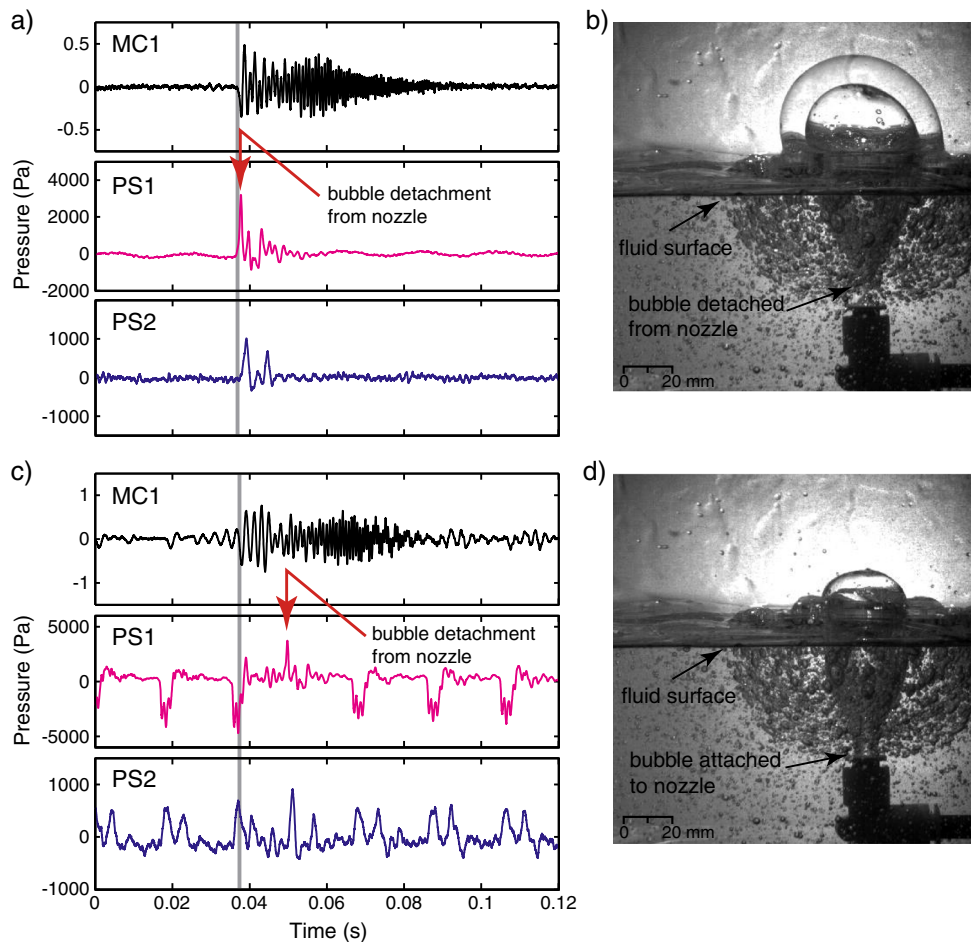 a)
MC1
0.5
0
-0.5
PS1
4000
2000
0
-2000
Pressure (Pa)
bubble detachment
from nozzle
PS2
1000
0
-1000
b)
fluid surface
bubble detached
from nozzle
0 20 mm
c)
MC1
1
0
-1
PS1
5000
0
-5000
Pressure (Pa)
bubble detachment
from nozzle
PS2
1000
0
-1000
0 0.02 0.04 0.06 0.08 0.1 0.12
Time (s)
d)
fluid surface
bubble attached
to nozzle
0 20 mm